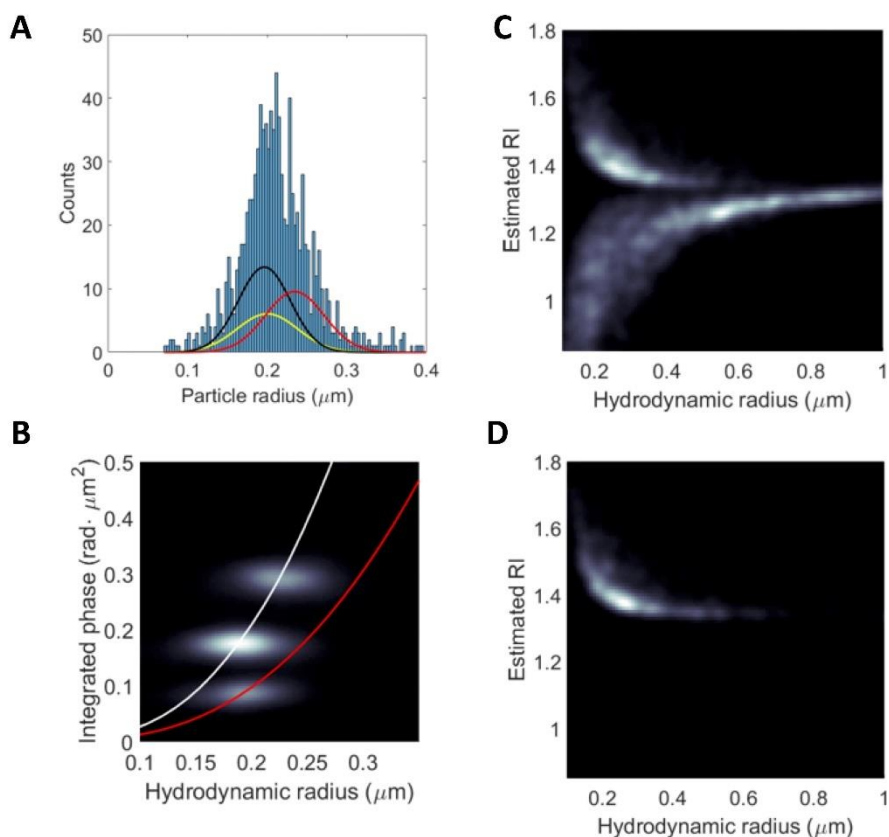 A
50
40
30
20
10
0
Counts
0 0.1 0.2 0.3 0.4
Particle radius (μm)
B
0.5
0.4
0.3
0.2
0.1
0
Integrated phase (rad· μm²)
0.1 0.15 0.2 0.25 0.3
Hydrodynamic radius (μm)
C
1.8
1.6
1.4
1.2
1
Estimated RI
0.2 0.4 0.6 0.8 1
Hydrodynamic radius (μm)
D
1.8
1.6
1.4
1.2
1
Estimated RI
0.2 0.4 0.6 0.8 1
Hydrodynamic radius (μm)